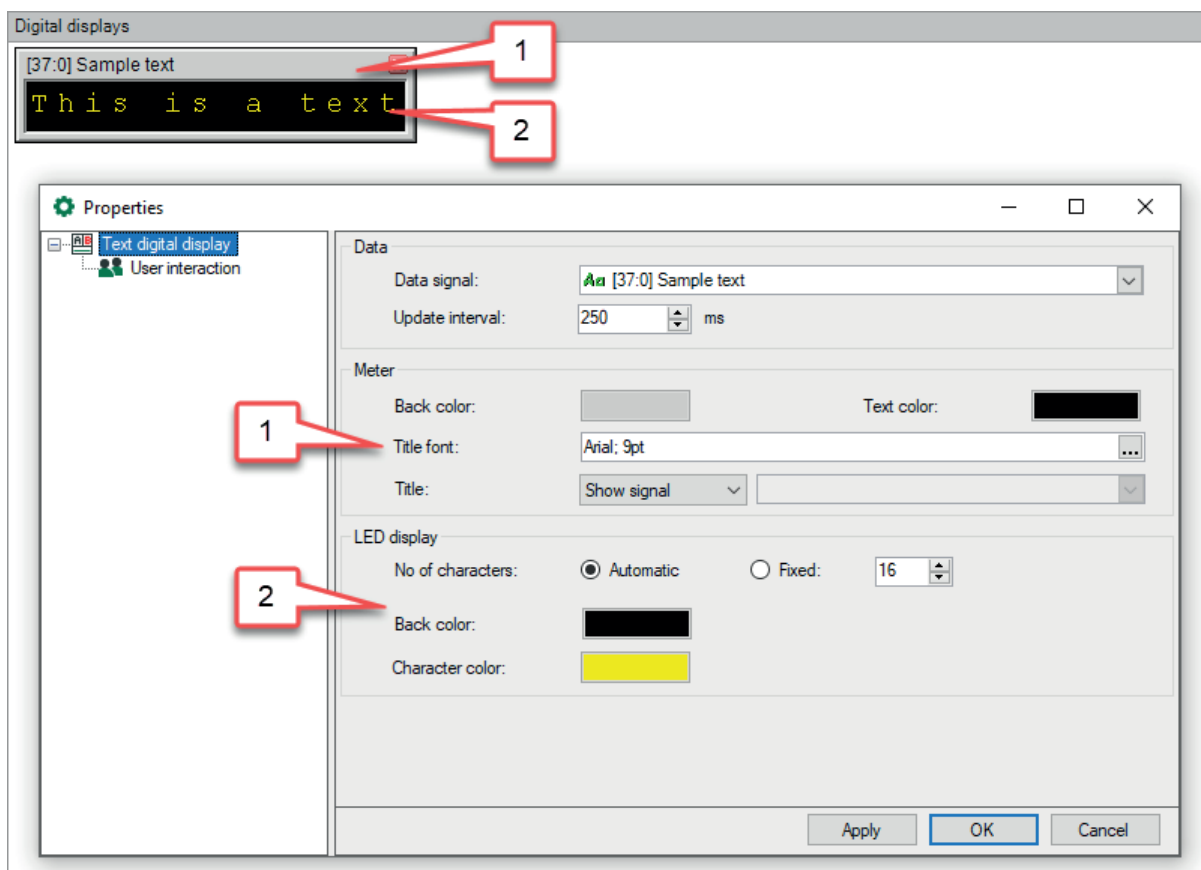 Digital displays
1
[37:0] Sample text
This is a text
2
Properties
Text digital display
User interaction
Data
Data signal: Aa [37:0] Sample text
Update interval: 250 ms
Meter
Back color: Text color:
1
Title font: Arial; 9pt ...
Title: Show signal
LED display
No of characters: Automatic Fixed: 16
2
Back color:
Character color:
Apply OK Cancel